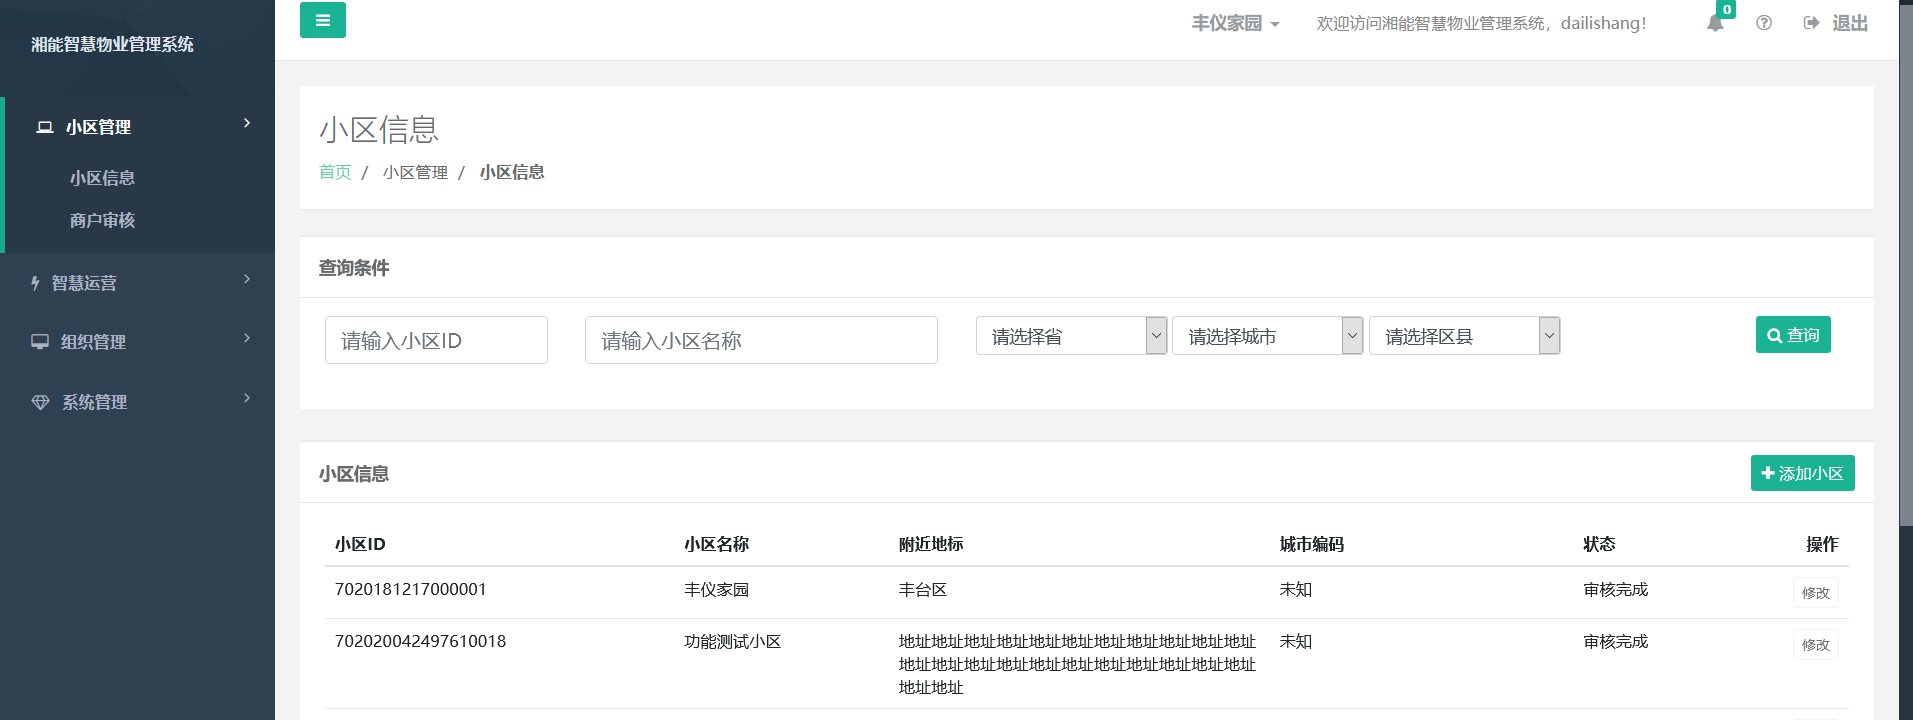 湘能智慧物业管理系统
丰仪家园
欢迎访问湘能智慧物业管理系统，dailishang！
0
退出
小区管理
小区信息
商户审核
智慧运营
组织管理
系统管理
小区信息
首页 / 小区管理 / 小区信息
查询条件
请输入小区ID
请输入小区名称
请选择省
请选择城市
请选择区县
查询
小区信息
添加小区
小区ID 小区名称 附近地标 城市编码 状态 操作
7020181217000001 丰仪家园 丰台区 未知 审核完成 修改
702020042497610018 功能测试小区 地址地址地址地址地址地址地址地址地址地址地址 未知 审核完成 修改
地址地址地址地址地址地址地址地址地址地址地址
地址地址